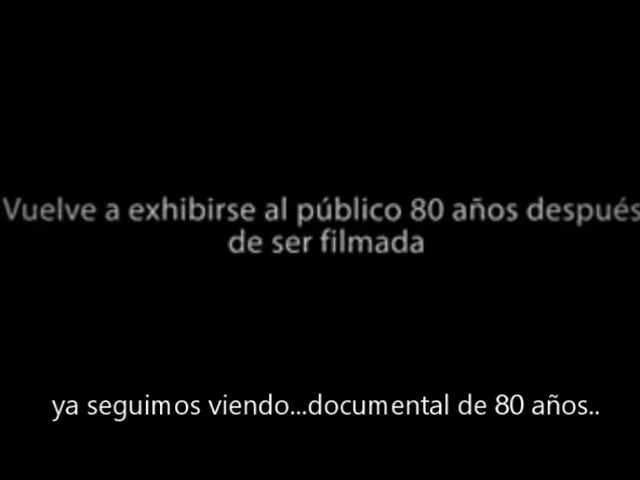 Vuelve a exhibirse al público 80 años después
de ser filmada
ya seguimos viendo...documental de 80 años..